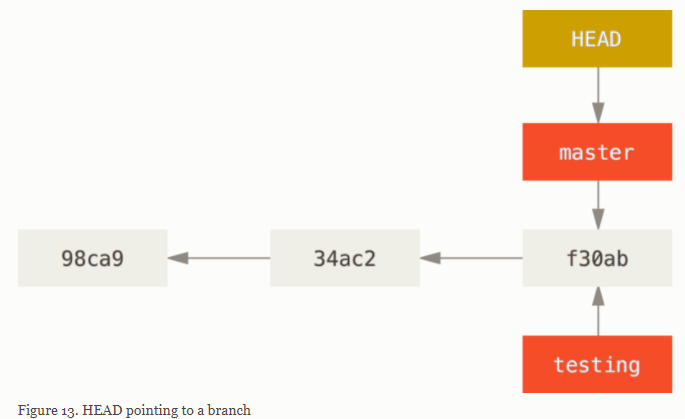 HEAD
master
98ca9 34ac2 f30ab
testing
Figure 13. HEAD pointing to a branch